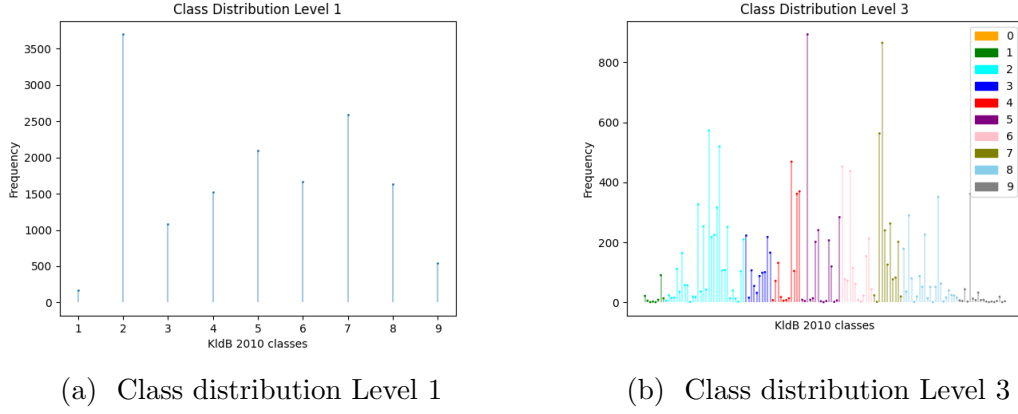 Class Distribution Level 1
Frequency
3500
3000
2500
2000
1500
1000
500
0
1 2 3 4 5 6 7 8 9
KldB 2010 classes
(a) Class distribution Level 1
Class Distribution Level 3
Frequency
800
600
400
200
0
0
1
2
3
4
5
6
7
8
9
KldB 2010 classes
(b) Class distribution Level 3